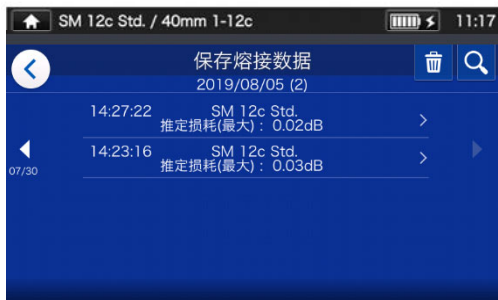 SM 12c Std. / 40mm 1-12c 11:17
保存熔接数据
2019/08/05 (2)
14:27:22 SM 12c Std.
推定损耗(最大)：0.02dB
14:23:16 SM 12c Std.
推定损耗(最大)：0.03dB
07/30